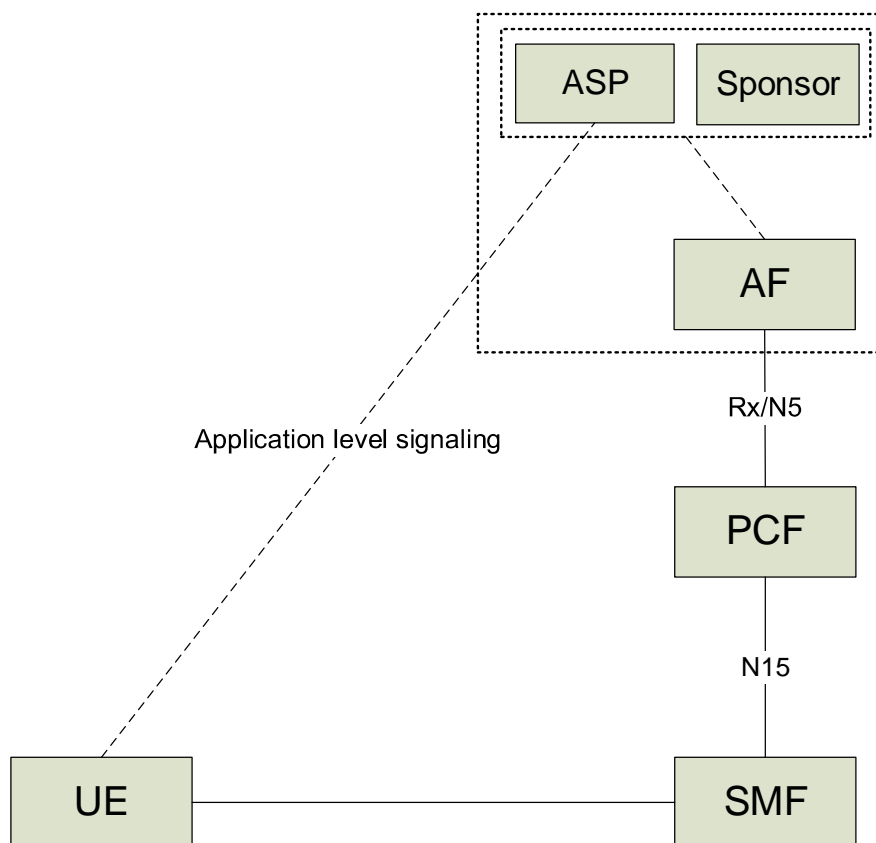 ASP
Sponsor
AF
Rx/N5
Application level signaling
PCF
N15
UE
SMF